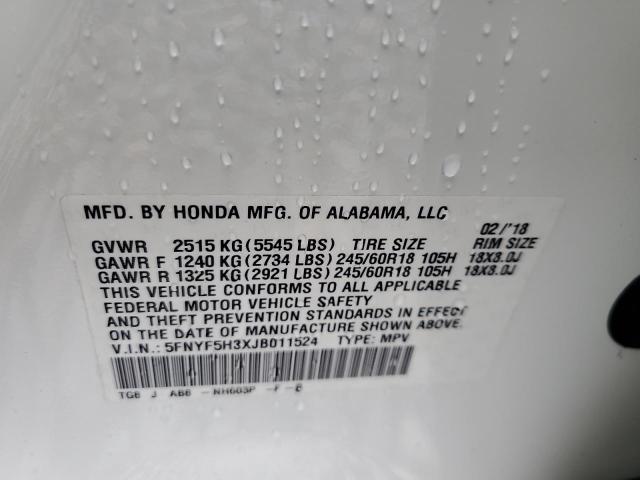 MFD. BY HONDA MFG. OF ALABAMA, LLC 02/'18
GVWR 2515 KG (5545 LBS) TIRE SIZE RIM SIZE
GAWR F 1240 KG (2734 LBS) 245/60R18 105H 18X8.0J
GAWR R 1325 KG (2921 LBS) 245/60R18 105H 18X8.0J
THIS VEHICLE CONFORMS TO ALL APPLICABLE
FEDERAL MOTOR VEHICLE SAFETY
AND THEFT PREVENTION STANDARDS IN EFFECT
ON THE DATE OF MANUFACTURE SHOWN ABOVE.
V.I.N.: 5FNYF5H3XJB011524 TYPE: MPV
J -F -B